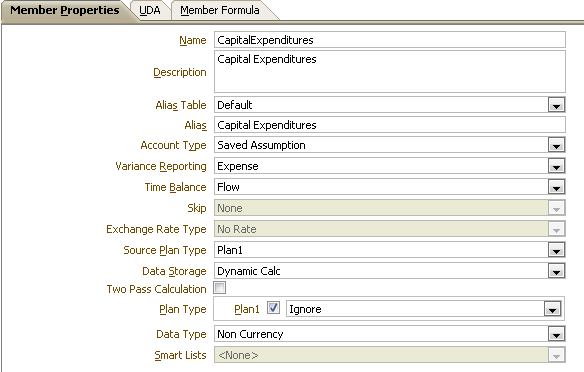 Member Properties UDA Member Formula
Name CapitalExpenditures
Description Capital Expenditures
Alias Table Default
Alias Capital Expenditures
Account Type Saved Assumption
Variance Reporting Expense
Time Balance Flow
Skip None
Exchange Rate Type No Rate
Source Plan Type Plan1
Data Storage Dynamic Calc
Two Pass Calculation
Plan Type Plan1 Ignore
Data Type Non Currency
Smart Lists <None>